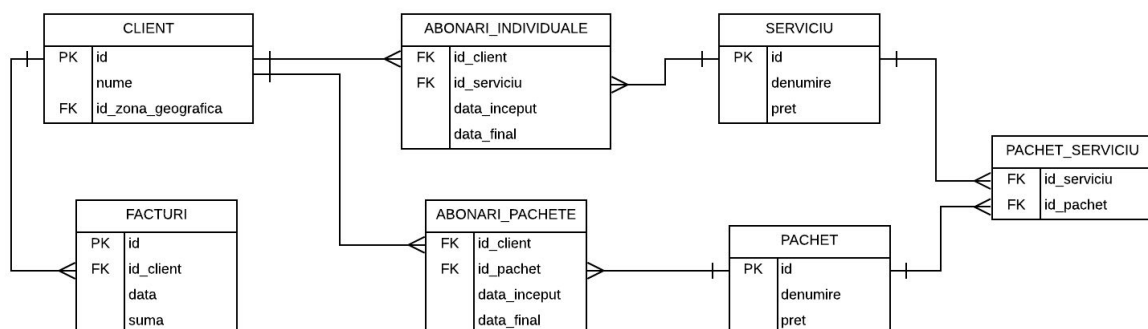 CLIENT
PK id
nume
FK id_zona_geografica
ABONARI_INDIVIDUALE
FK id_client
FK id_serviciu
data_inceput
data_final
SERVICIU
PK id
denumire
pret
PACHET_SERVICIU
FK id_serviciu
FK id_pachet
FACTURI
PK id
FK id_client
data
suma
ABONARI_PACHETE
FK id_client
FK id_pachet
data_inceput
data_final
PACHET
PK id
denumire
pret